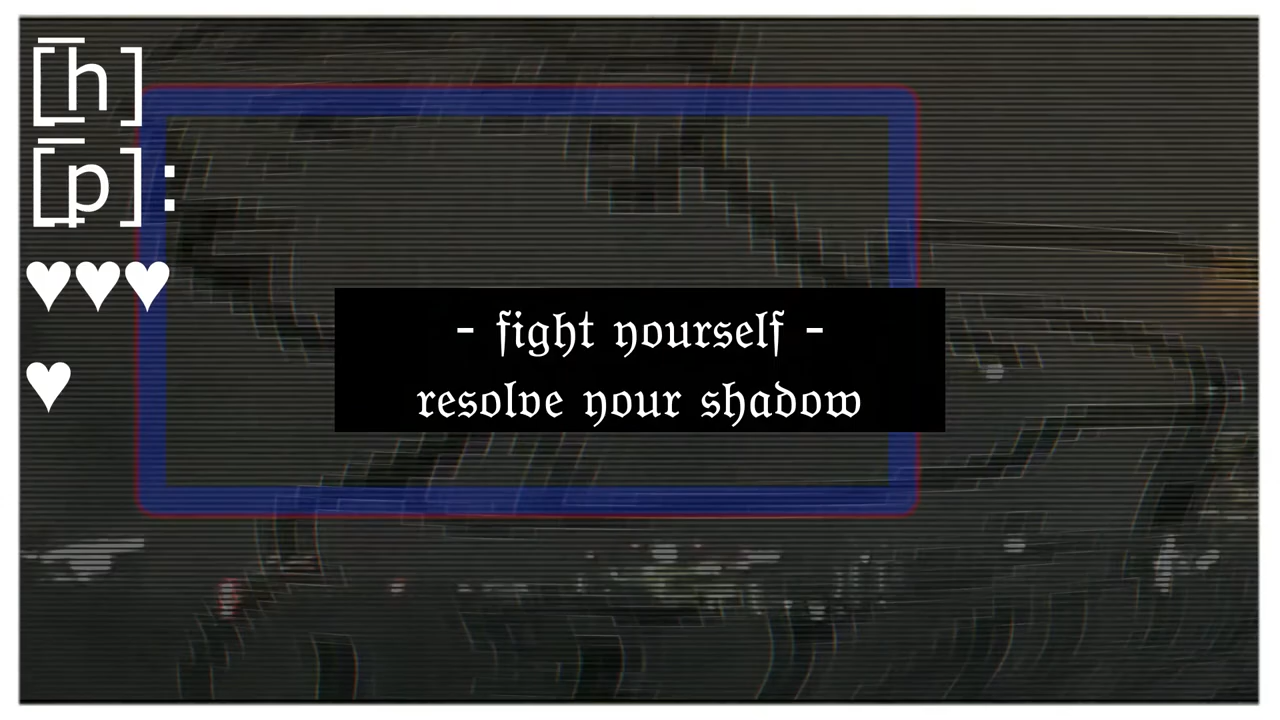 [h]
[p]:
♥♥♥
♥
- fight yourself -
resolve your shadow